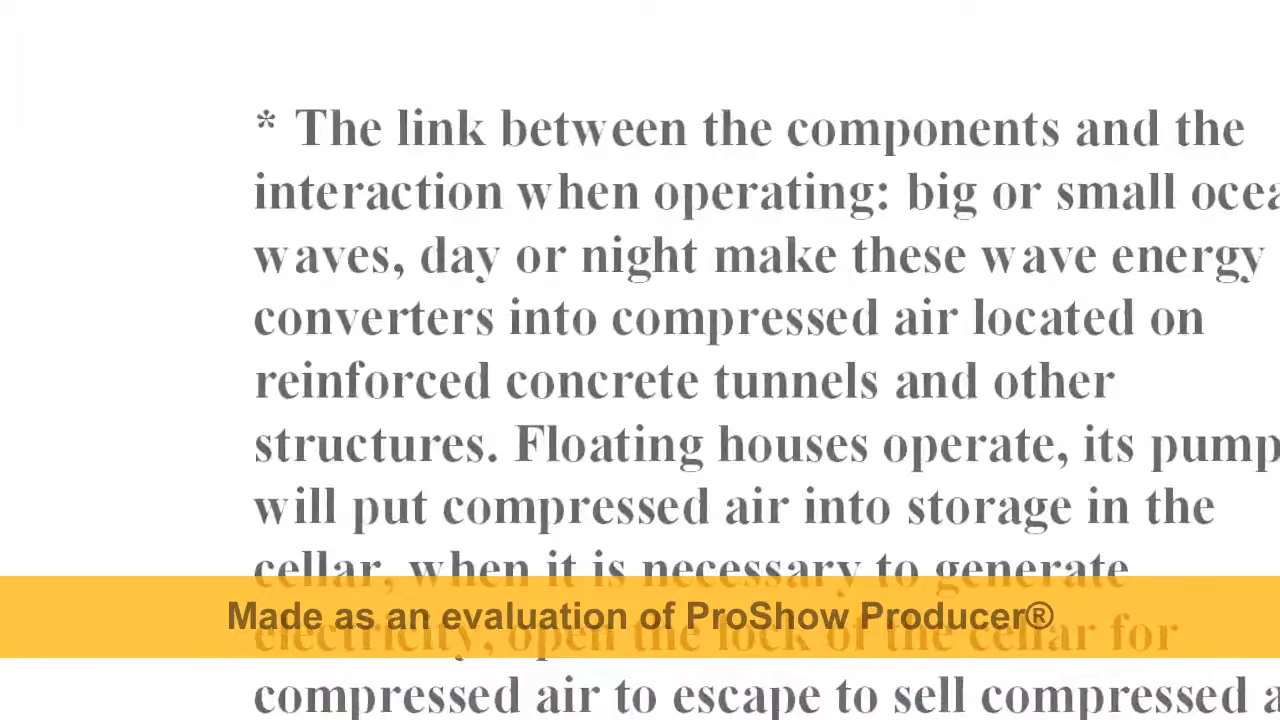 * The link between the components and the
interaction when operating: big or small ocea
waves, day or night make these wave energy
converters into compressed air located on
reinforced concrete tunnels and other
structures. Floating houses operate, its pump
will put compressed air into storage in the
cellar, when it is necessary to generate
Made as an evaluation of ProShow Producer®
electricity, open the lock of the cellar for
compressed air to escape to sell compressed a